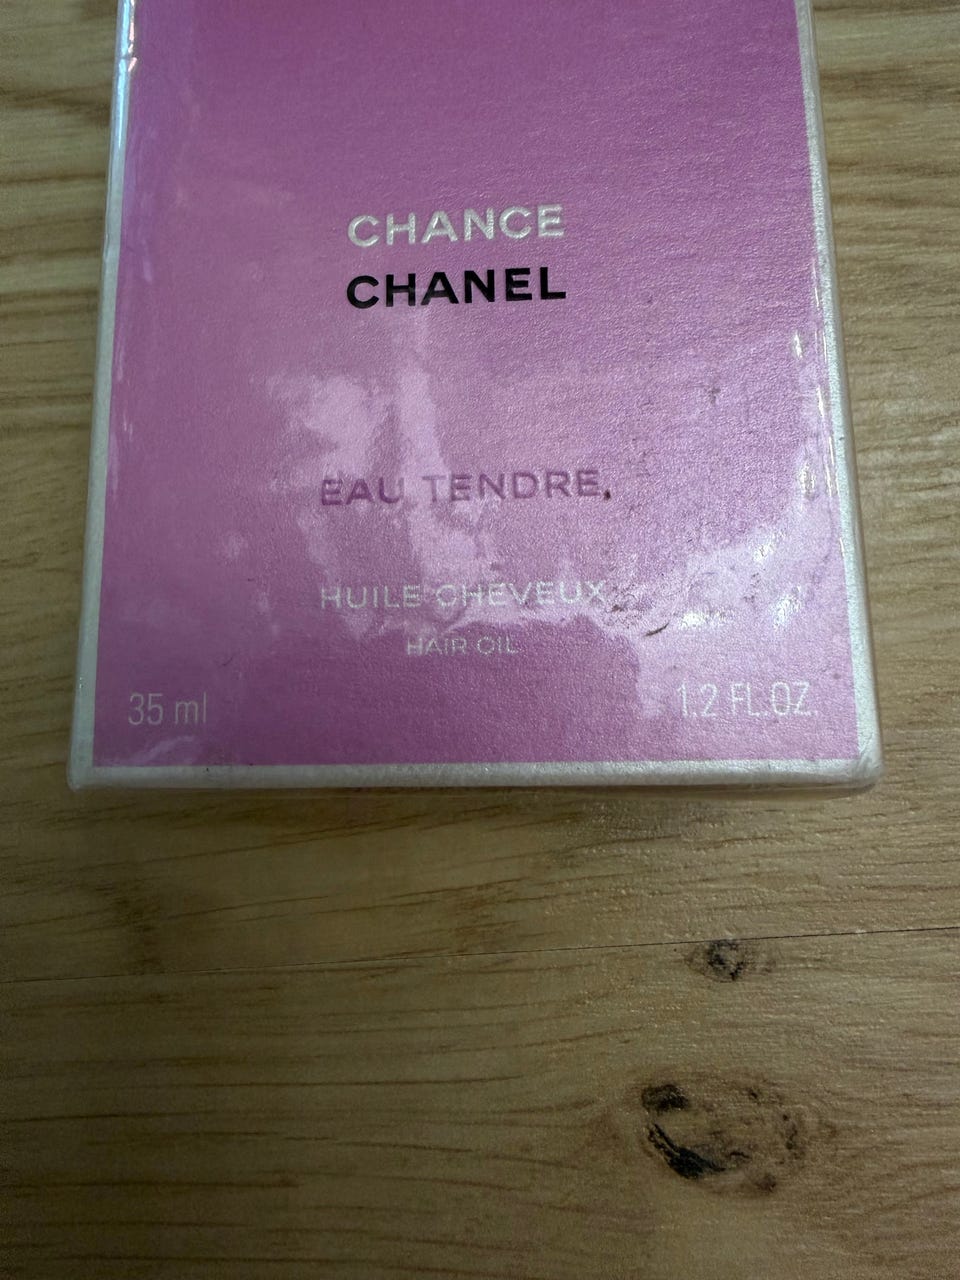 CHANCE
CHANEL
EAU TENDRE
HUILE CHEVEUX
HAIR OIL
35 ml 1.2 FL.OZ.